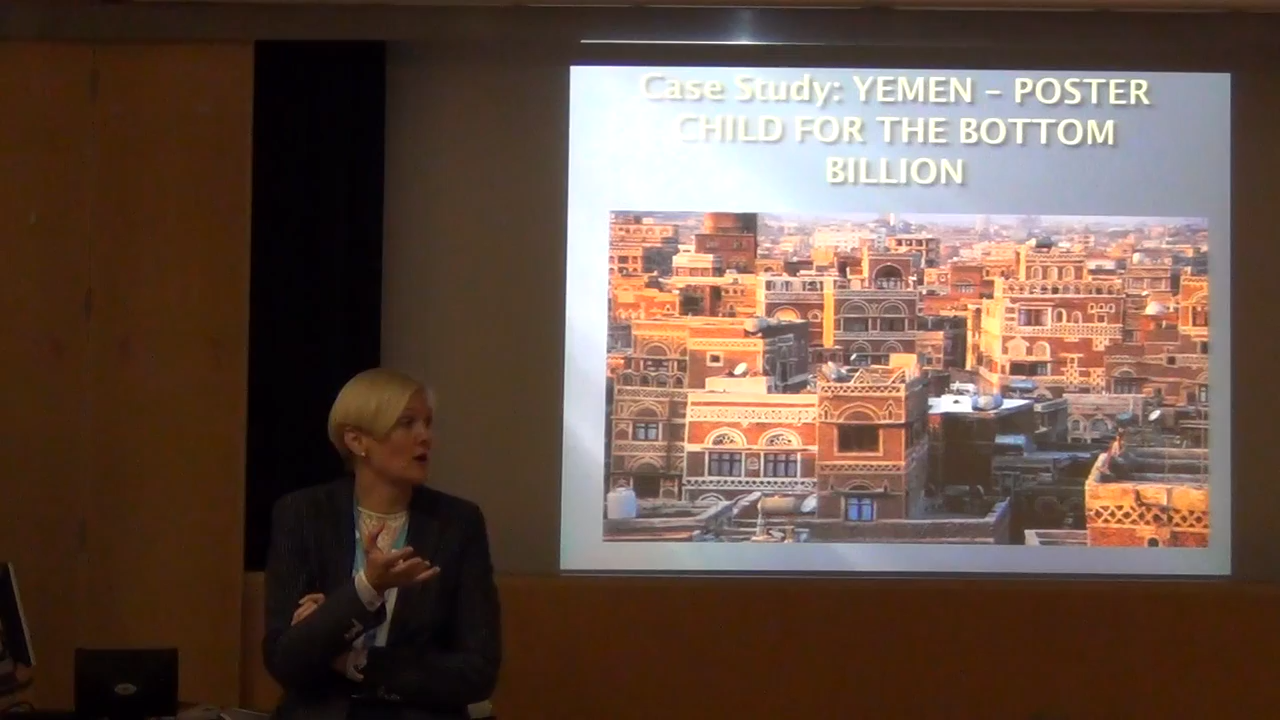 Case Study: YEMEN – POSTER
CHILD FOR THE BOTTOM
BILLION